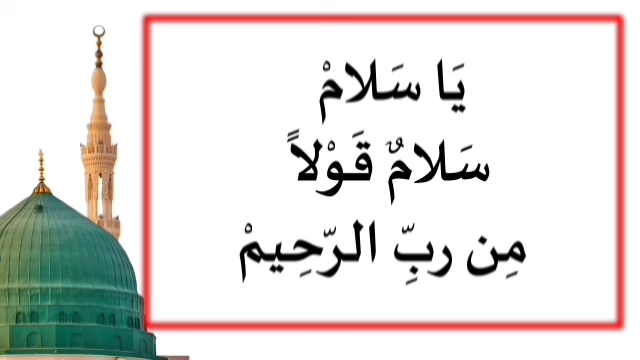 يَا سَلامْ
سَلامٌ قَوْلاً
مِن ربِّ الرّحِيمْ